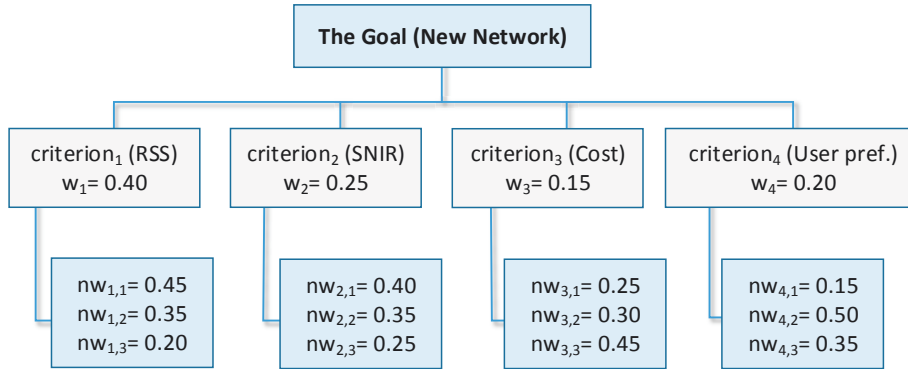 The Goal (New Network)
criterion₁ (RSS)
w₁= 0.40
criterion₂ (SNIR)
w₂= 0.25
criterion₃ (Cost)
w₃= 0.15
criterion₄ (User pref.)
w₄= 0.20
nw₁,₁= 0.45
nw₁,₂= 0.35
nw₁,₃= 0.20
nw₂,₁= 0.40
nw₂,₂= 0.35
nw₂,₃= 0.25
nw₃,₁= 0.25
nw₃,₂= 0.30
nw₃,₃= 0.45
nw₄,₁= 0.15
nw₄,₂= 0.50
nw₄,₃= 0.35